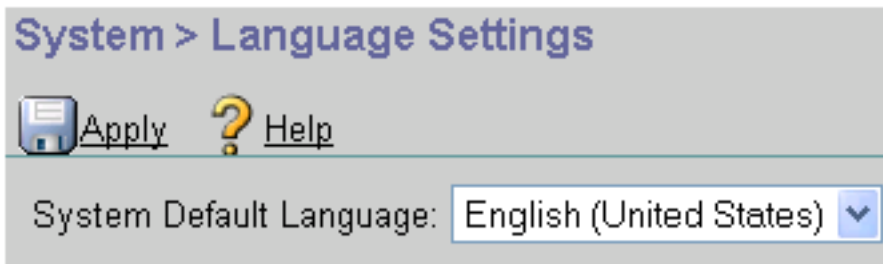 System > Language Settings
Apply Help
System Default Language: English (United States)